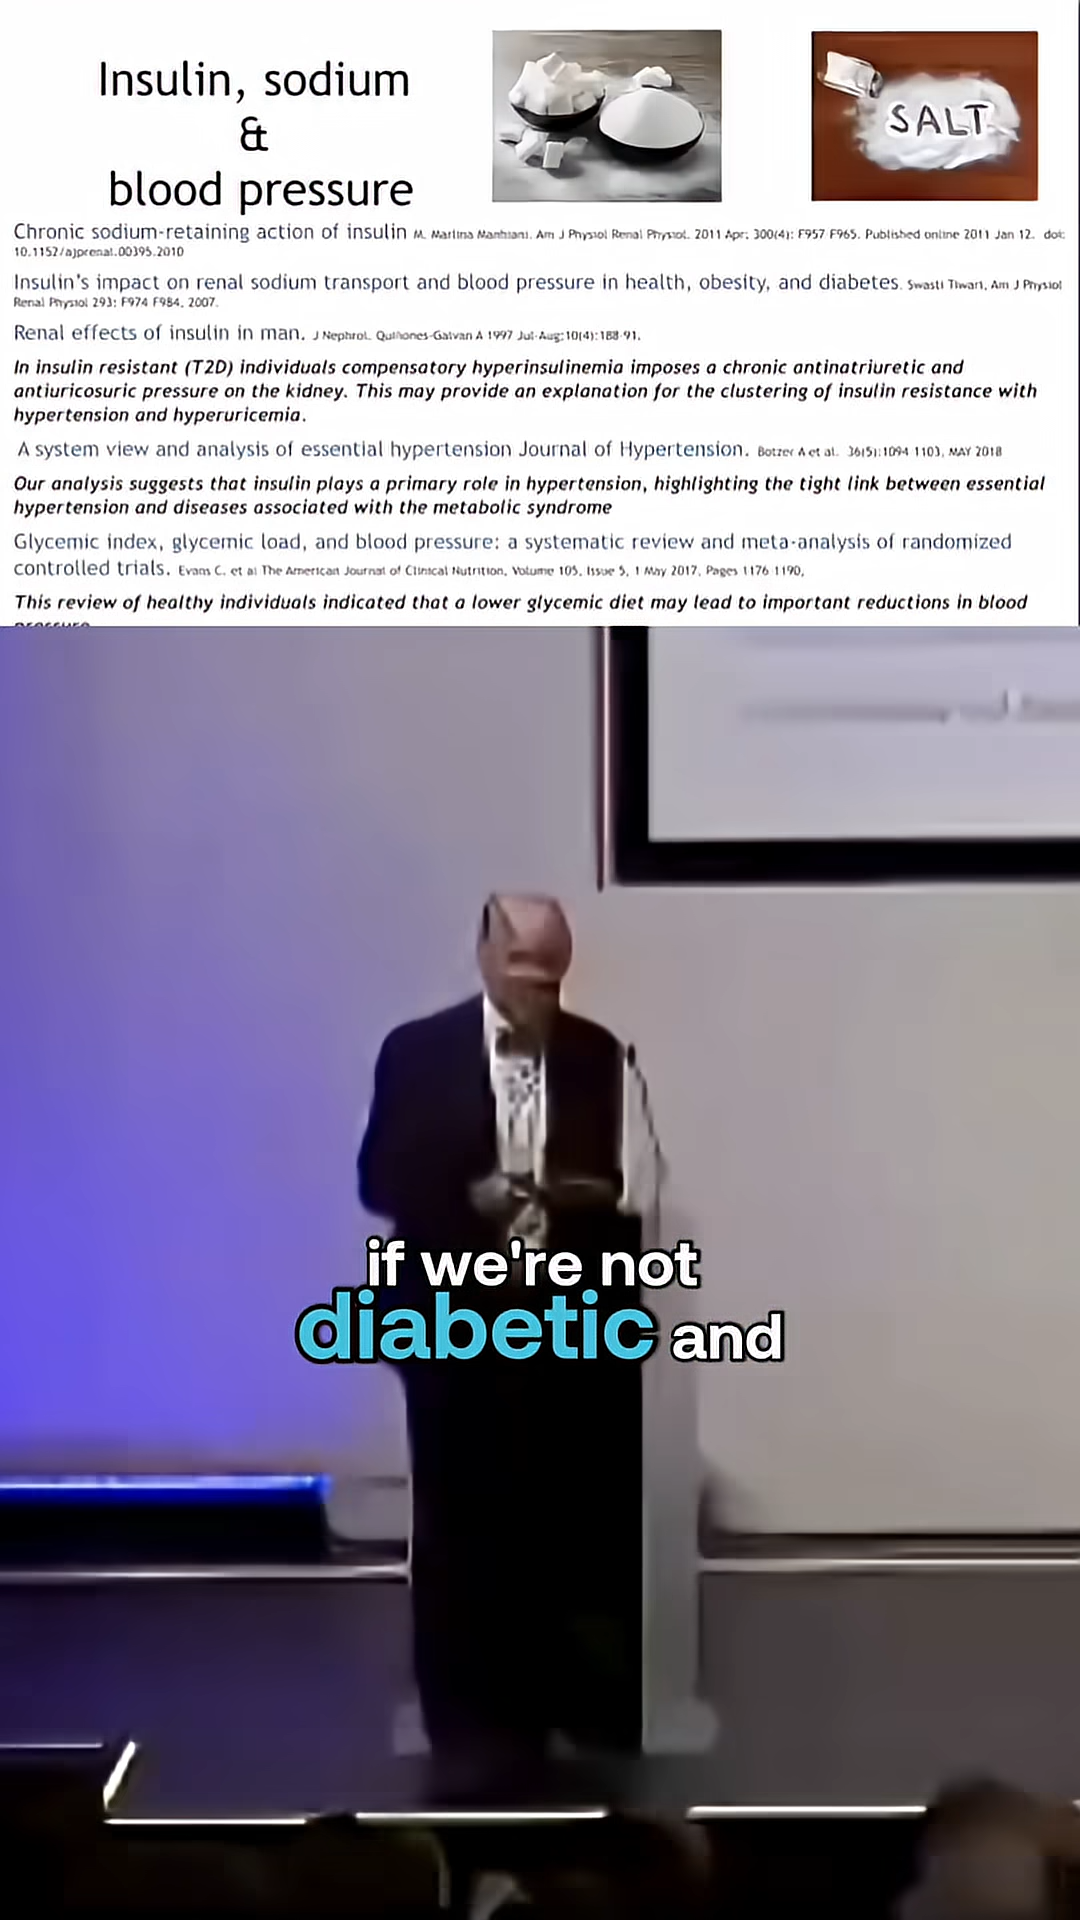 Insulin, sodium
&
blood pressure
SALT
Chronic sodium-retaining action of insulin M. Marlina Manhiani. Am J Physiol Renal Physiol. 2011 Apr; 300(4): F957 F965. Published online 2011 Jan 12. doi:
10.1152/ajprenal.00395.2010
Insulin's impact on renal sodium transport and blood pressure in health, obesity, and diabetes. Swasti Tiwari, Am J Physiol
Renal Physiol 293: F974 F984, 2007.
Renal effects of insulin in man. J Nephrol. Quiñones-Galvan A 1997 Jul-Aug;10(4):188-91.
In insulin resistant (T2D) individuals compensatory hyperinsulinemia imposes a chronic antinatriuretic and
antiuricosuric pressure on the kidney. This may provide an explanation for the clustering of insulin resistance with
hypertension and hyperuricemia.
A system view and analysis of essential hypertension Journal of Hypertension. Botzer A et al. 36(5):1094 1103, MAY 2018
Our analysis suggests that insulin plays a primary role in hypertension, highlighting the tight link between essential
hypertension and diseases associated with the metabolic syndrome
Glycemic index, glycemic load, and blood pressure: a systematic review and meta-analysis of randomized
controlled trials. Evans C. et al The American Journal of Clinical Nutrition, Volume 105, Issue 5, 1 May 2017, Pages 1176 1190,
This review of healthy individuals indicated that a lower glycemic diet may lead to important reductions in blood
if we're not
diabetic and